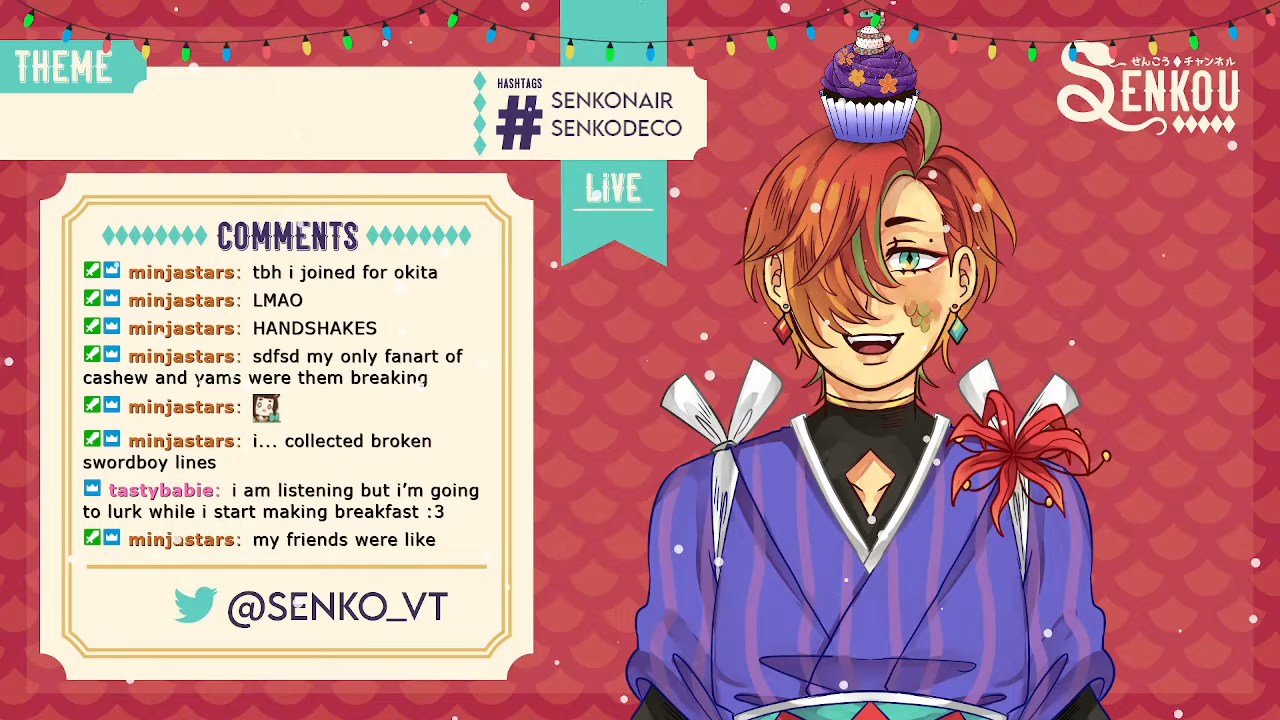 THEME
HASHTAGS
# SENKONAIR
SENKODECO
せんこう♦チャンネル
SENKOU
LIVE
COMMENTS
minjastars: tbh i joined for okita
minjastars: LMAO
minjastars: HANDSHAKES
minjastars: sdfsd my only fanart of
cashew and yams were them breaking
minjastars:
minjastars: i... collected broken
swordboy lines
tastybabie: i am listening but i'm going
to lurk while i start making breakfast :3
minjastars: my friends were like
@SENKO_VT